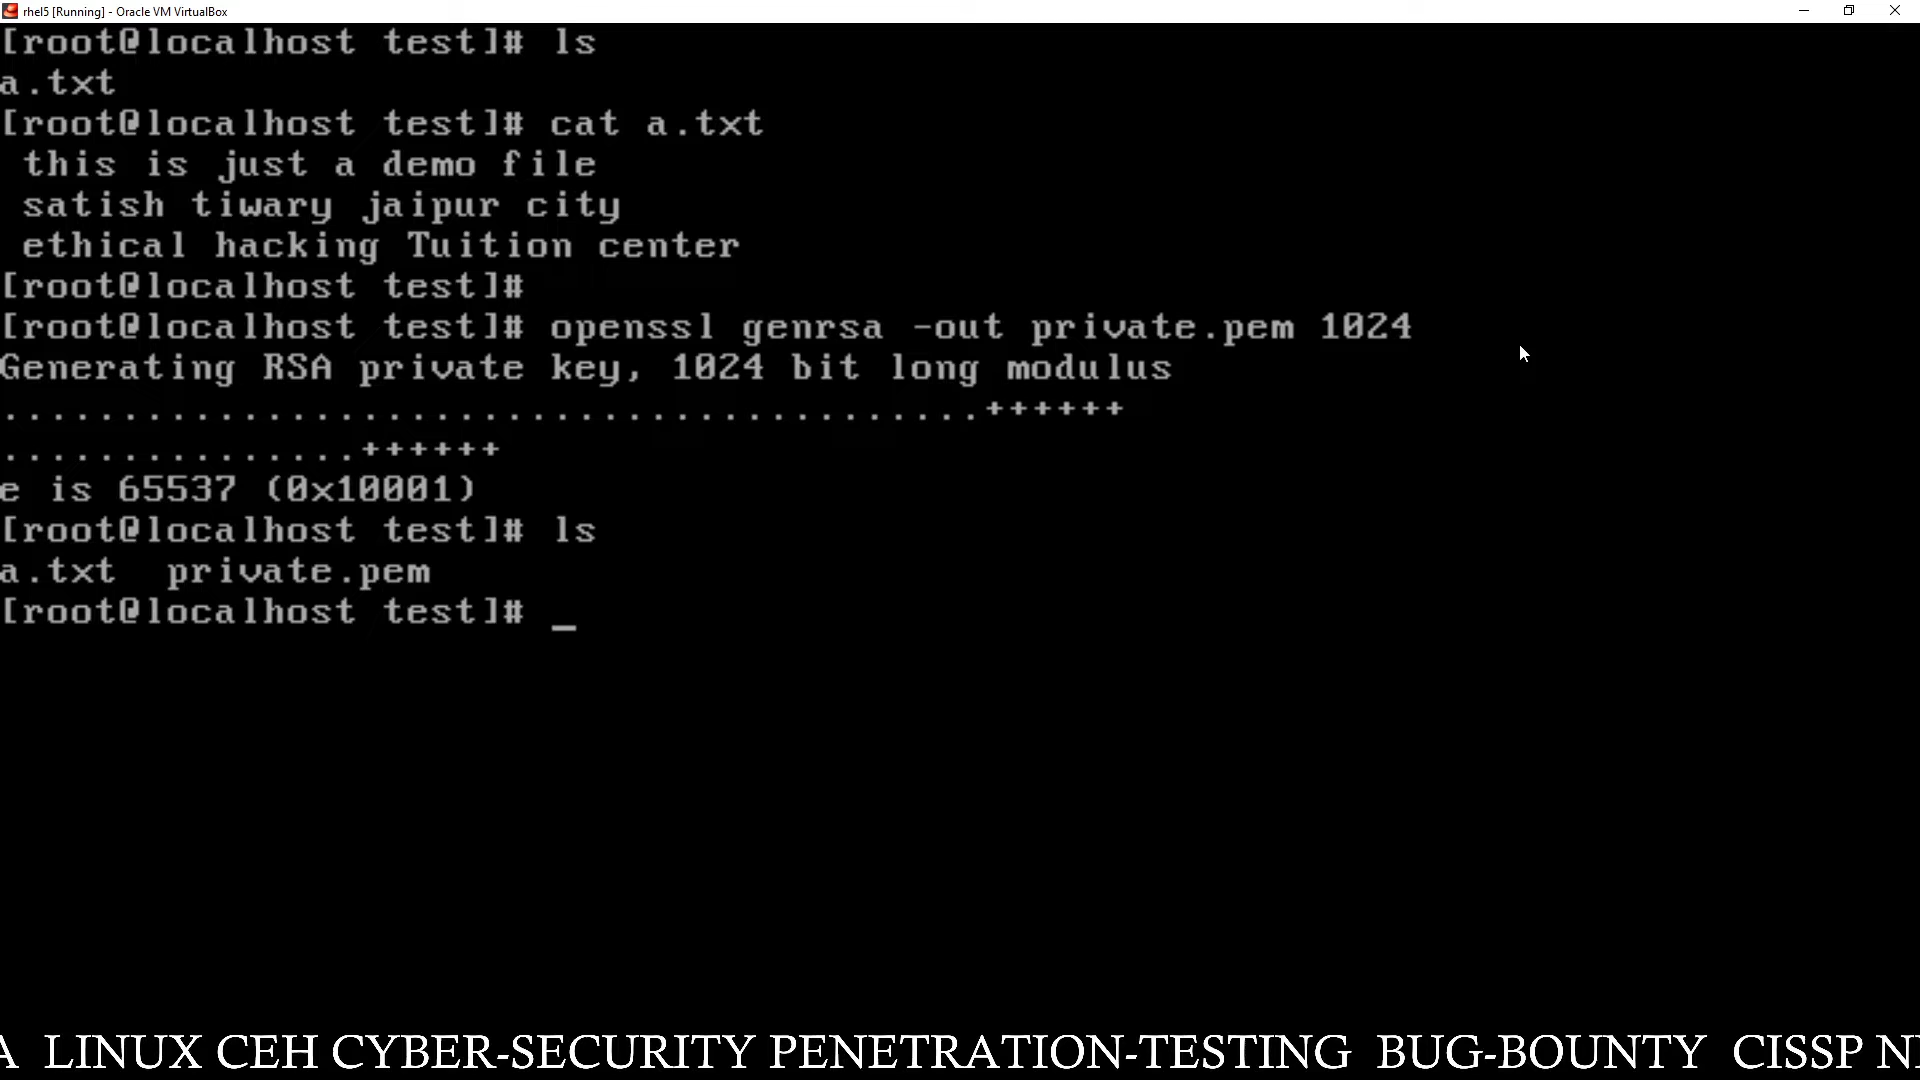 rhel5 [Running] - Oracle VM VirtualBox
[root@localhost test]# ls
a.txt
[root@localhost test]# cat a.txt
this is just a demo file
satish tiwary jaipur city
ethical hacking Tuition center
[root@localhost test]#
[root@localhost test]# openssl genrsa -out private.pem 1024
Generating RSA private key, 1024 bit long modulus
.........................................++++++
...............++++++
e is 65537 (0x10001)
[root@localhost test]# ls
a.txt  private.pem
[root@localhost test]# _
A LINUX CEH CYBER-SECURITY PENETRATION-TESTING BUG-BOUNTY CISSP